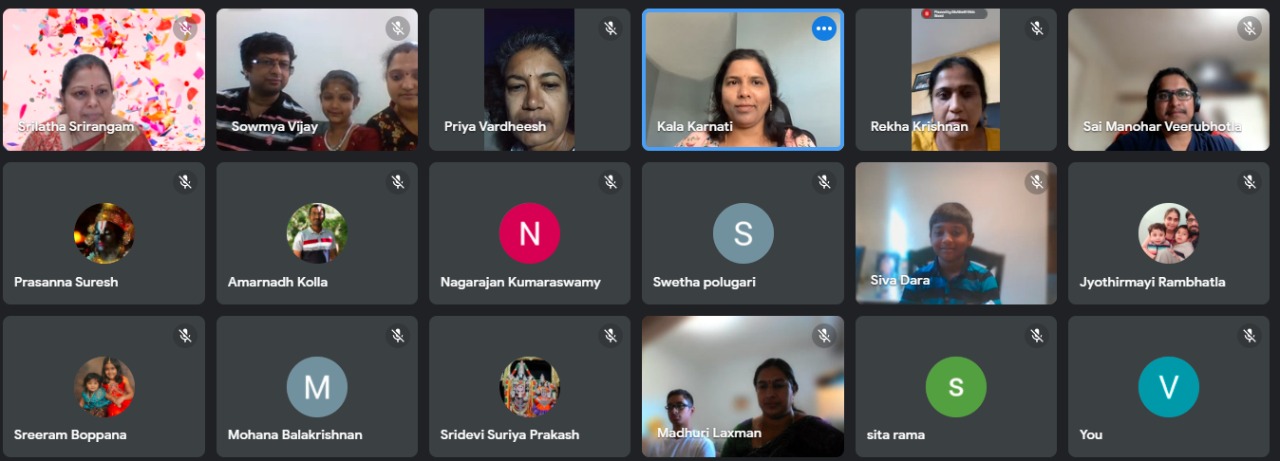 Srilatha Srirangam
Sowmya Vijay
Priya Vardheesh
Kala Karnati
Rekha Krishnan
Sai Manohar Veerubhotla
Prasanna Suresh
Amarnadh Kolla
N
Nagarajan Kumaraswamy
S
Swetha polugari
Siva Dara
Jyothirmayi Rambhatla
Sreeram Boppana
M
Mohana Balakrishnan
Sridevi Suriya Prakash
Madhuri Laxman
s
sita rama
V
You